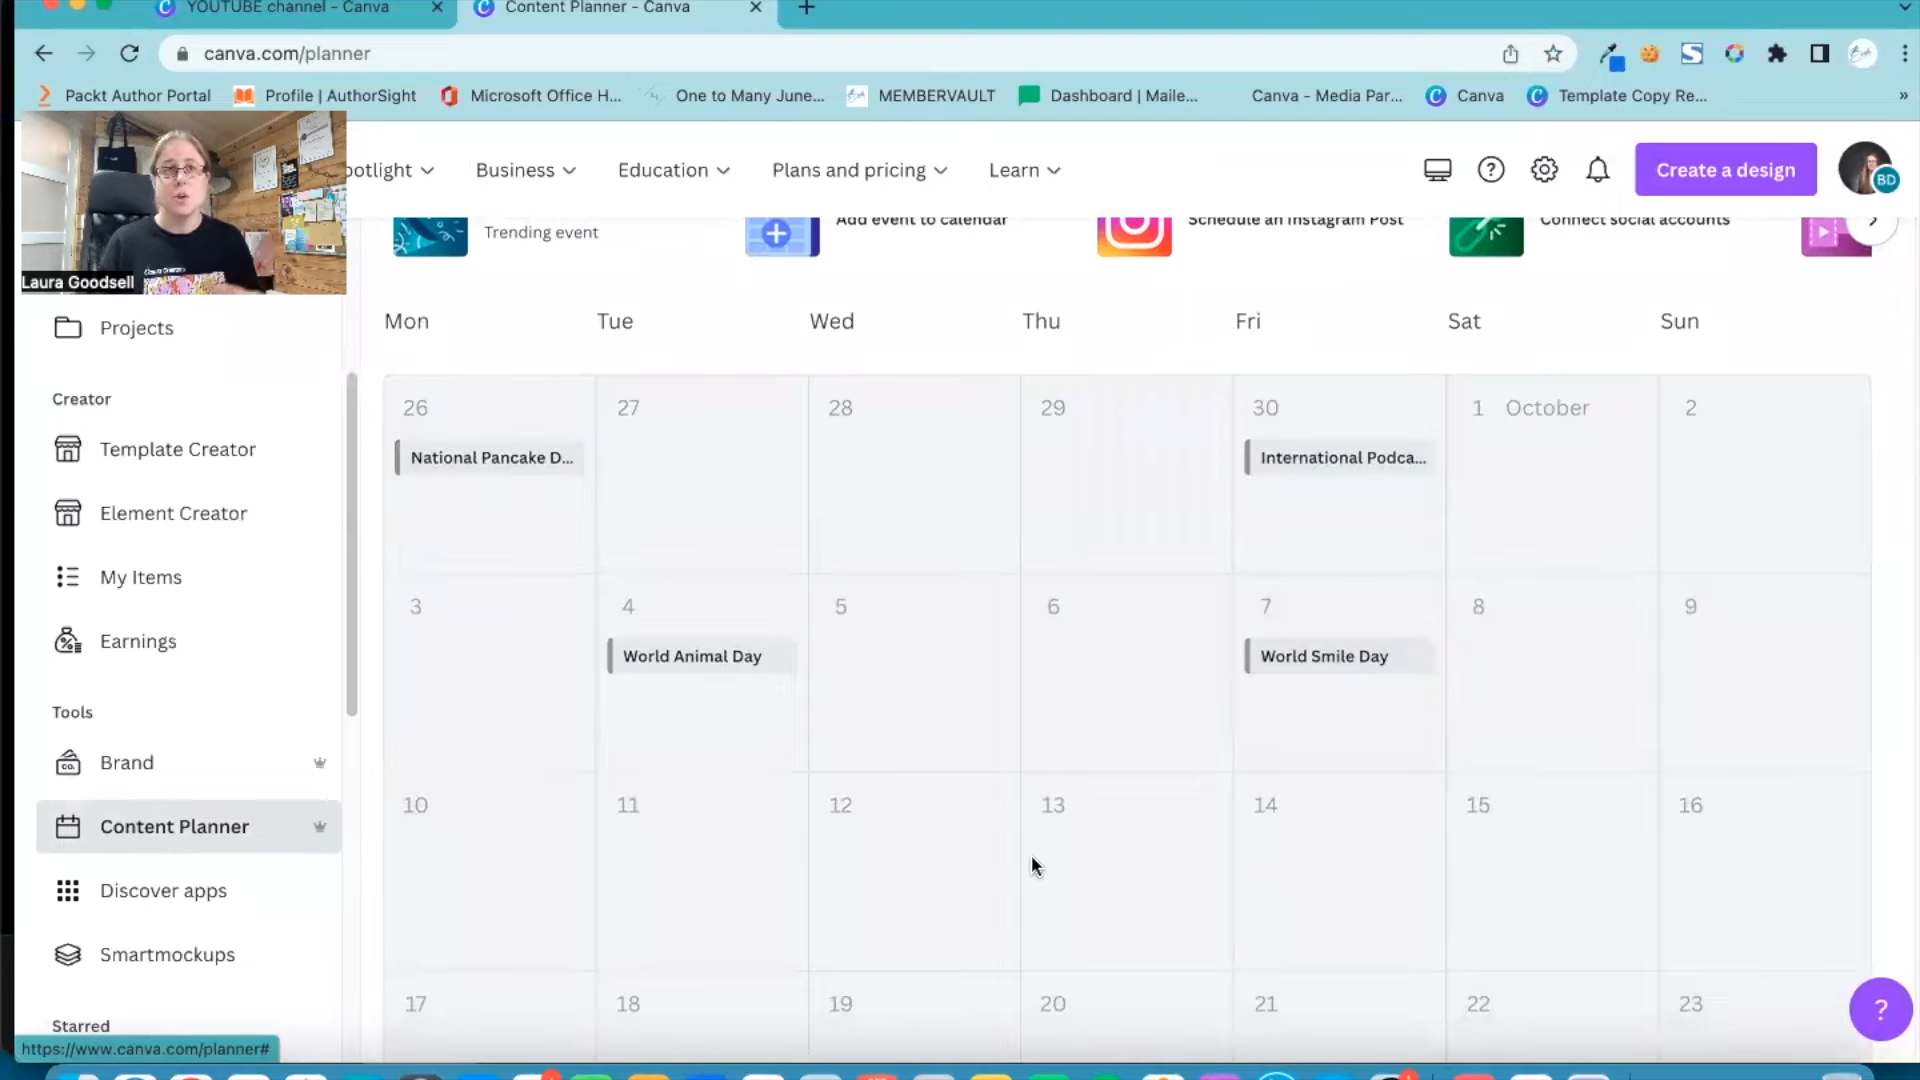 YOUTUBE channel - Canva
Content Planner - Canva
canva.com/planner
Packt Author Portal
Profile | AuthorSight
Microsoft Office H...
One to Many June...
MEMBERVAULT
Dashboard | Maile...
Canva - Media Par...
Canva
Template Copy Re...
»
Laura Goodsell
potlight
Business
Education
Plans and pricing
Learn
Create a design
BD
Trending event
Add event to calendar
Schedule an Instagram Post
Connect social accounts
Projects
Creator
Template Creator
Element Creator
My Items
Earnings
Tools
Brand
Content Planner
Discover apps
Smartmockups
Starred
https://www.canva.com/planner#
Mon Tue Wed Thu Fri Sat Sun
26 27 28 29 30 1 October 2
National Pancake D...
International Podca...
3 4 5 6 7 8 9
World Animal Day
World Smile Day
10 11 12 13 14 15 16
17 18 19 20 21 22 23
?